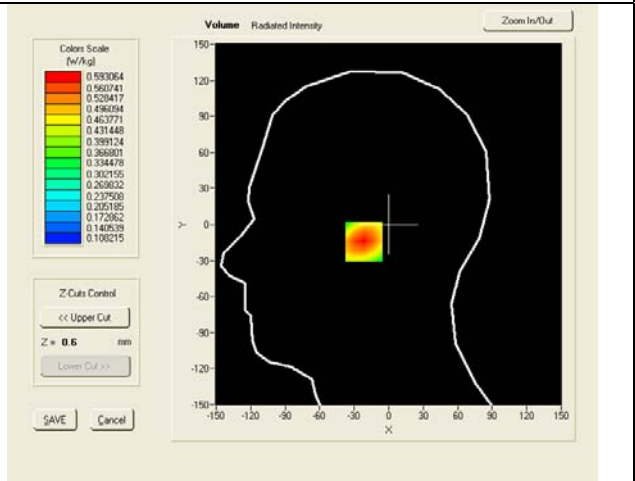 Volume Radiated Intensity
Zoom In/Out
Colors Scale
(W/kg)
0.593064
0.560741
0.528417
0.496094
0.463771
0.431448
0.399124
0.366801
0.334478
0.302155
0.269832
0.237508
0.205185
0.172862
0.140539
0.108215
Z-Cuts Control
<< Upper Cut
Z = 0.6 mm
Lower Cut >>
SAVE Cancel
150-
120-
90-
60-
30-
0-
-30-
-60-
-90-
-120-
-150-
Y
-150 -120 -90 -60 -30 0 30 60 90 120 150
X